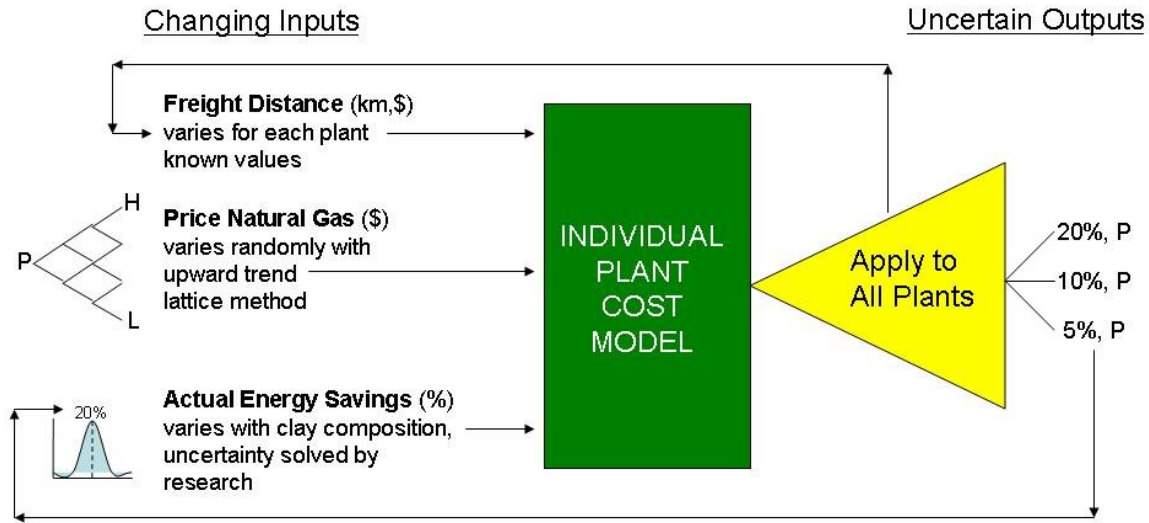 Changing Inputs
Uncertain Outputs
Freight Distance (km,$)
varies for each plant
known values
H
P
L
Price Natural Gas ($)
varies randomly with
upward trend
lattice method
20%
Actual Energy Savings (%)
varies with clay composition,
uncertainty solved by
research
INDIVIDUAL
PLANT
COST
MODEL
Apply to
All Plants
20%, P
10%, P
5%, P